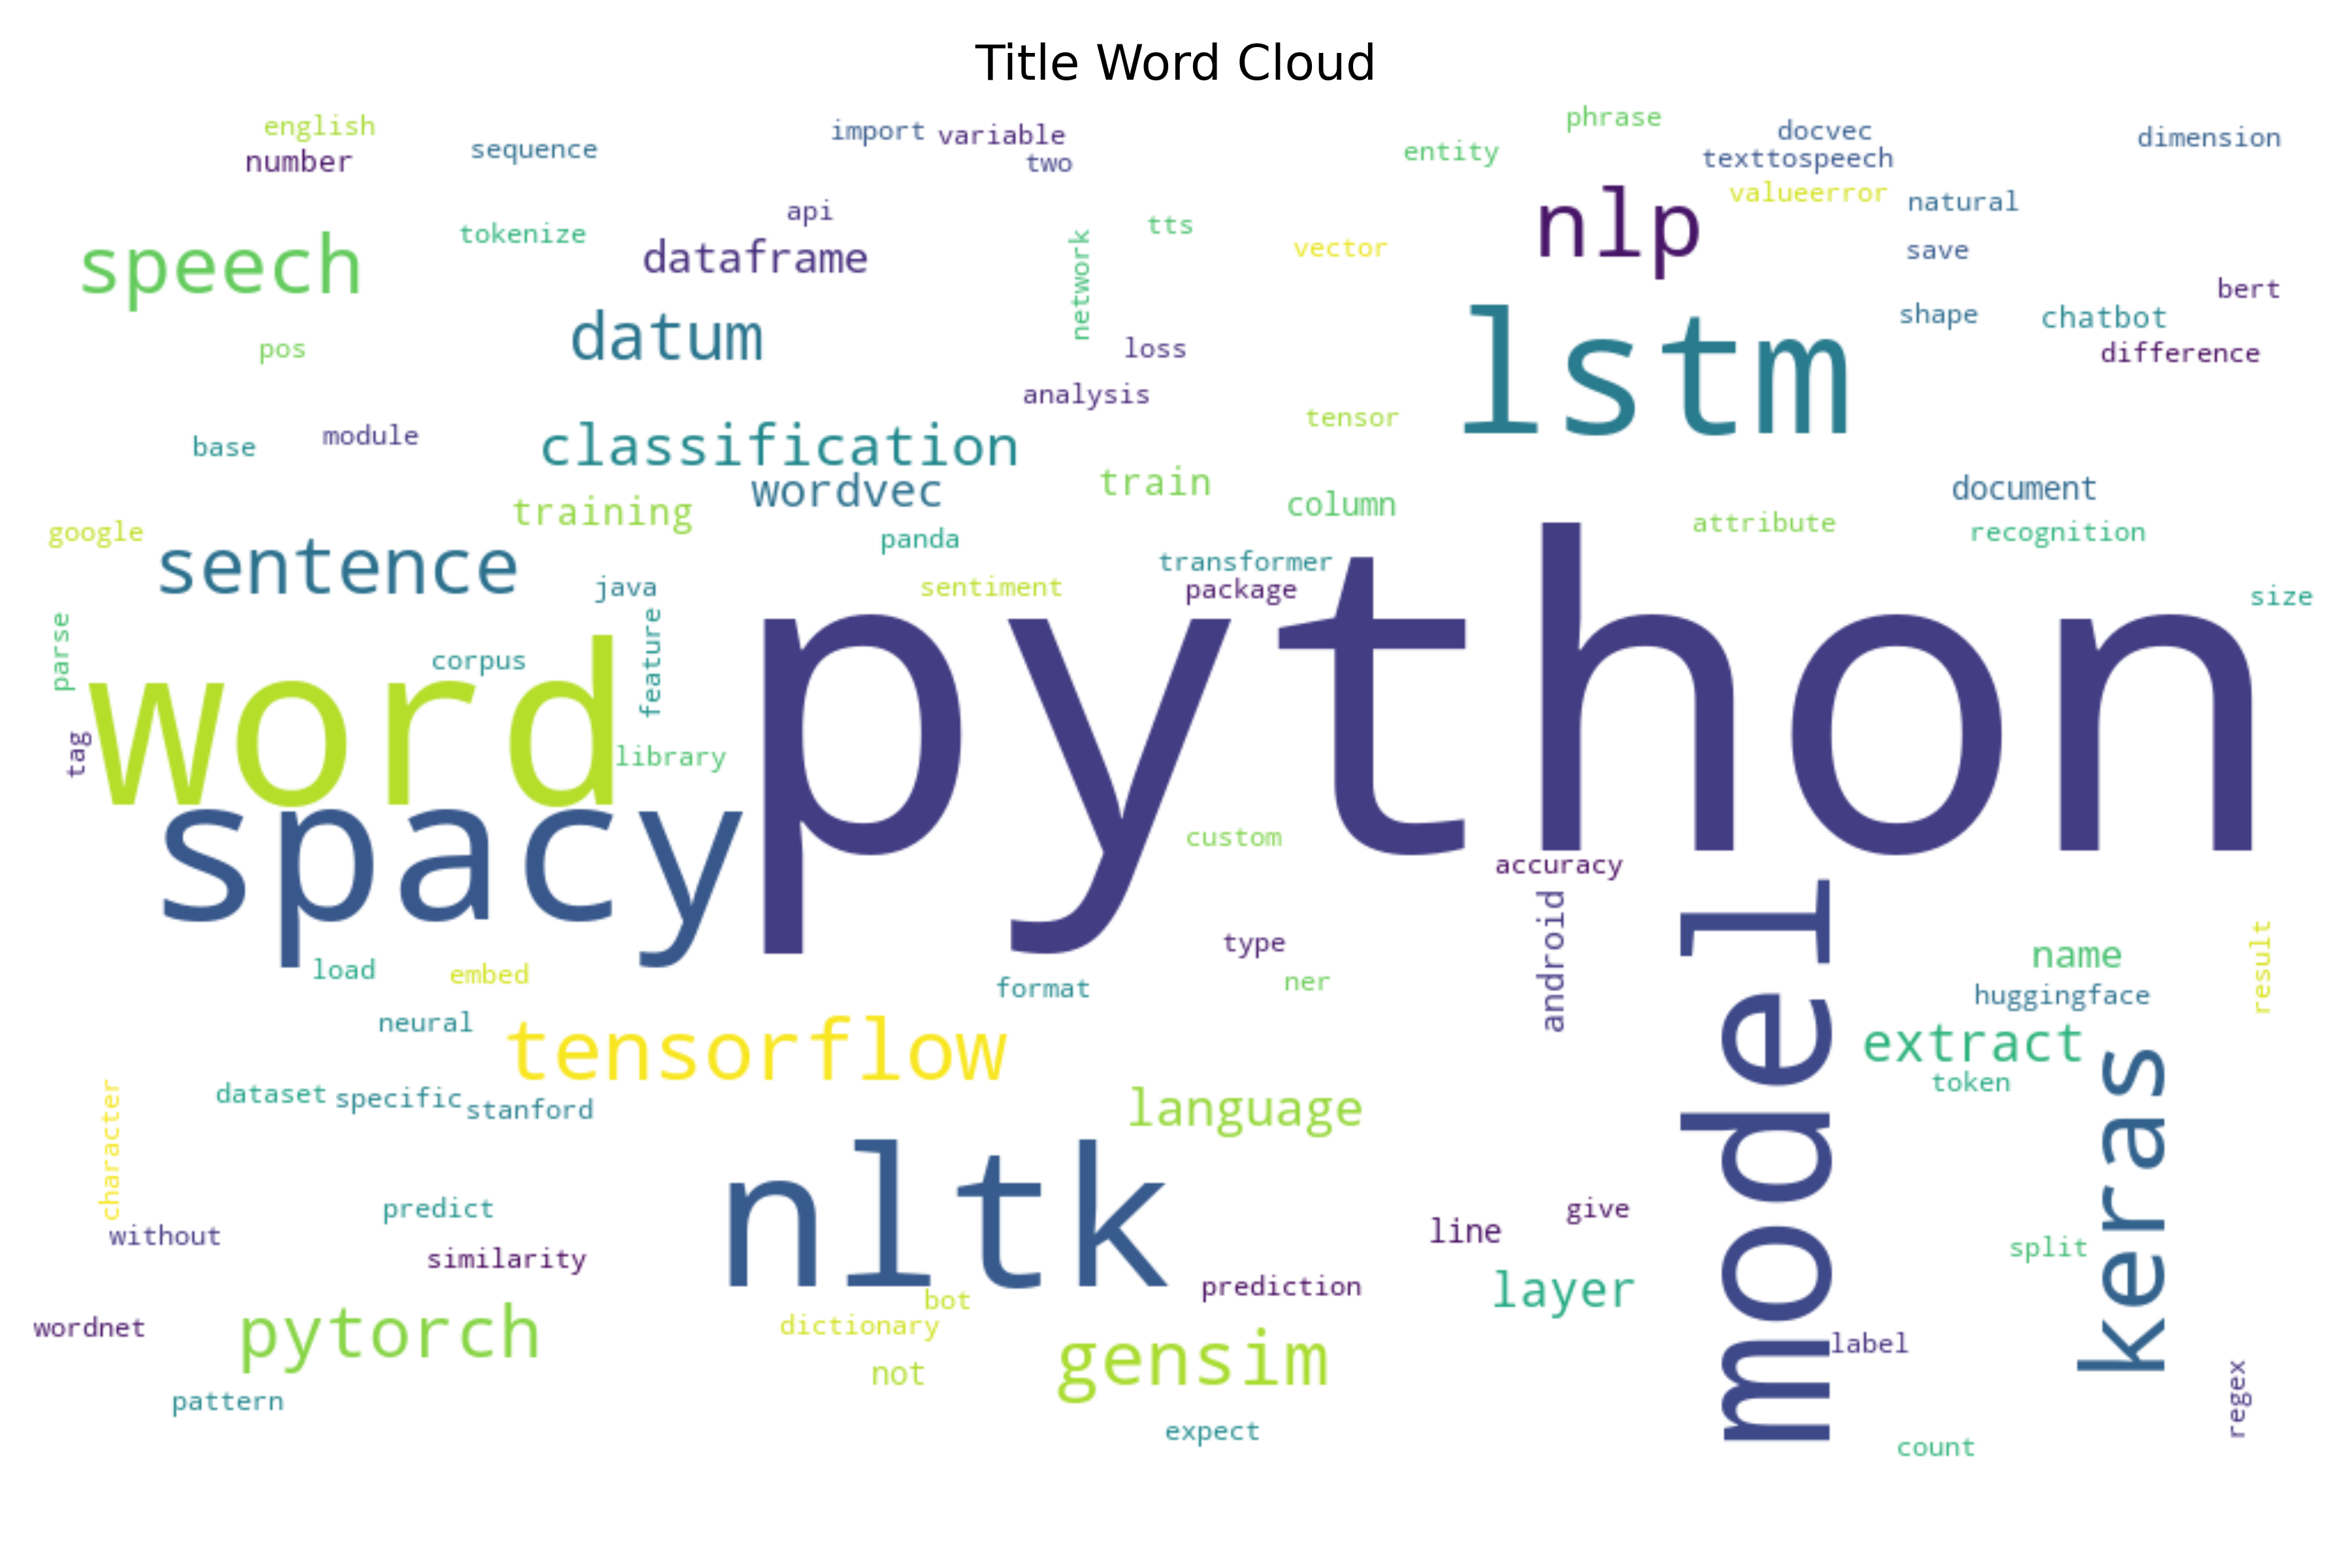 Title Word Cloud
english
number
sequence
import
variable
two
phrase
entity
docvec
texttospeech
dimension
valueerror
natural
api
tokenize
speech
dataframe
network
tts
vector
nlp
save
bert
pos
datum
loss
analysis
lstm
shape
chatbot
difference
base
module
classification
wordvec
tensor
train
column
document
training
google
panda
attribute
recognition
sentence
java
sentiment
transformer
package
size
parse
corpus
feature
word
python
tag
library
spacy
custom
accuracy
load
embed
type
format
ner
android
model
name
result
huggingface
neural
tensorflow
extract
token
keras
character
dataset
specific
stanford
language
predict
nltk
without
similarity
line
give
split
wordnet
pytorch
bot
dictionary
prediction
layer
label
pattern
not
gensim
regex
expect
count